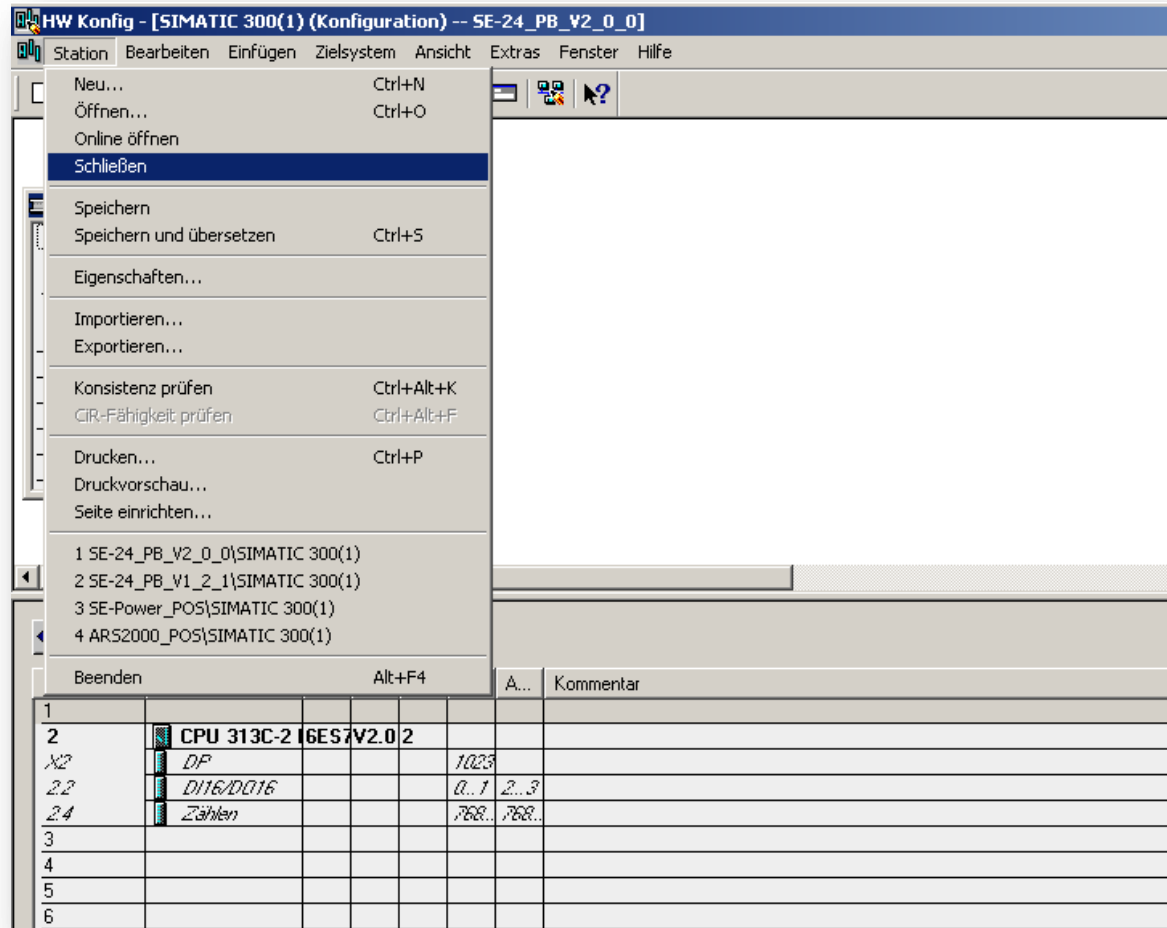 HW Konfig - [SIMATIC 300(1) (Konfiguration) -- SE-24_PB_V2_0_0]
Station Bearbeiten Einfügen Zielsystem Ansicht Extras Fenster Hilfe
Neu... Ctrl+N
Öffnen... Ctrl+O
Online öffnen
Schließen
Speichern
Speichern und übersetzen Ctrl+S
Eigenschaften...
Importieren...
Exportieren...
Konsistenz prüfen Ctrl+Alt+K
CiR-Fähigkeit prüfen Ctrl+Alt+F
Drucken... Ctrl+P
Druckvorschau...
Seite einrichten...
1 SE-24_PB_V2_0_0\SIMATIC 300(1)
2 SE-24_PB_V1_2_1\SIMATIC 300(1)
3 SE-Power_POS\SIMATIC 300(1)
4 ARS2000_POS\SIMATIC 300(1)
Beenden Alt+F4
A... Kommentar
1
2 CPU 313C-2 6ES7 V2.0 2
X2 DP 1023
2.2 DI16/DO16 0...1 2...3
2.4 Zählen 768... 768...
3
4
5
6